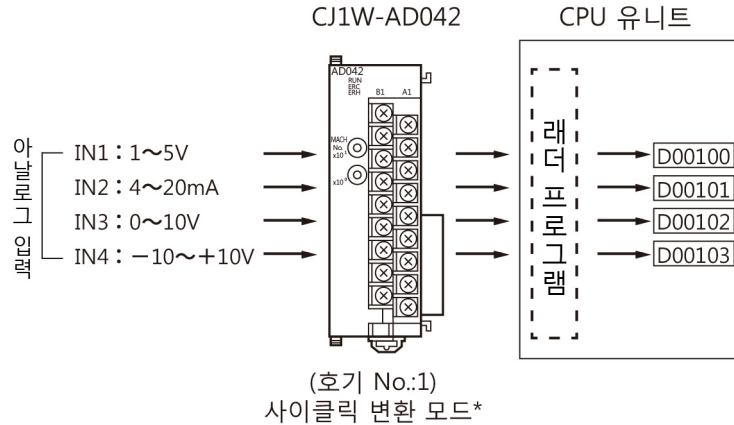 CJ1W-AD042
CPU 유니트
AD042
RUN
ERC
ERH
B1 A1
MACH
No.
x10¹
x10⁰
아날로그 입력
IN1 : 1～5V
IN2 : 4～20mA
IN3 : 0～10V
IN4 : －10～＋10V
래더 프로그램
D00100
D00101
D00102
D00103
(호기 No.:1)
사이클릭 변환 모드*